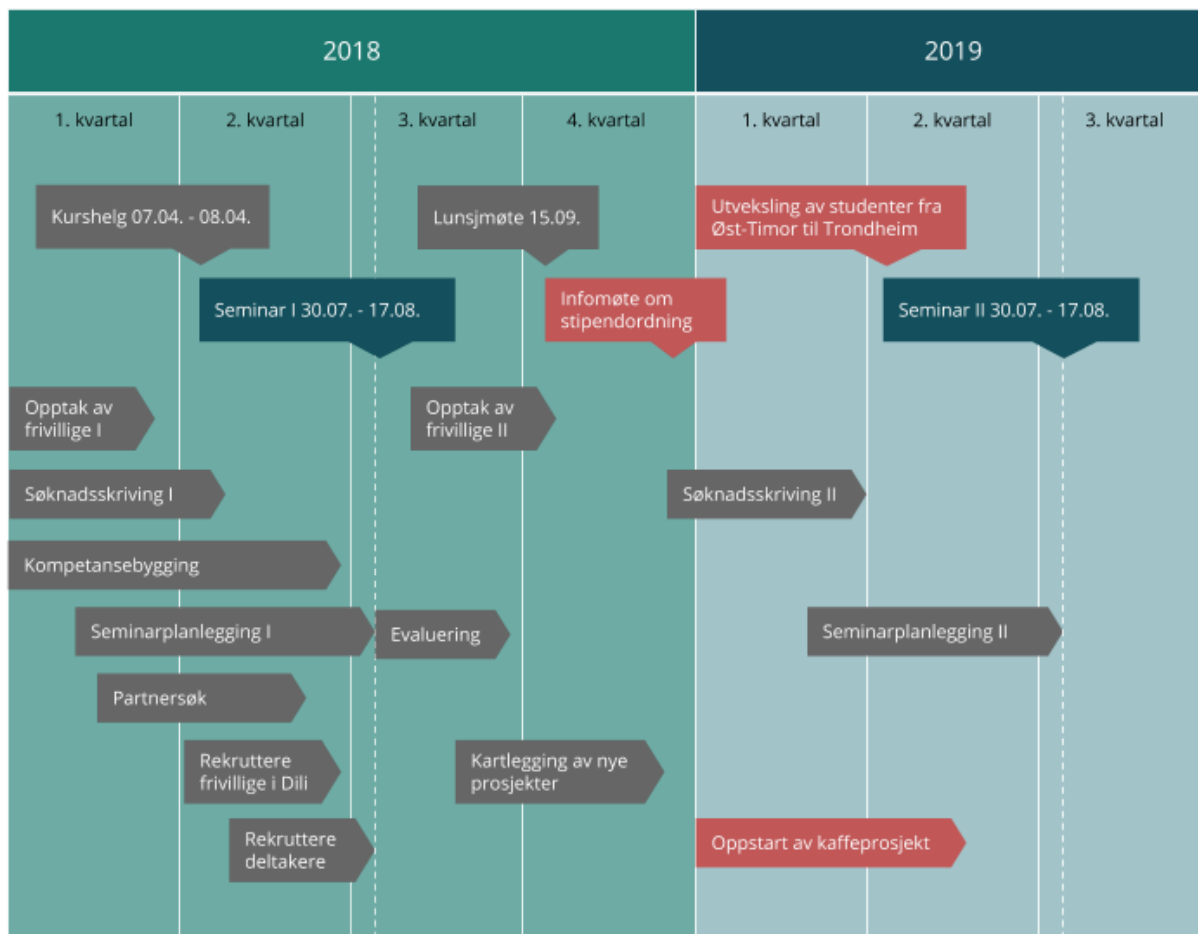 2018
2019
1. kvartal
2. kvartal
3. kvartal
4. kvartal
1. kvartal
2. kvartal
3. kvartal
Kurshelg 07.04. - 08.04.
Lunsjmøte 15.09.
Utveksling av studenter fra
Øst-Timor til Trondheim
Seminar I 30.07. - 17.08.
Infomøte om
stipendordning
Seminar II 30.07. - 17.08.
Opptak av
frivillige I
Opptak av
frivillige II
Søknadsskriving I
Søknadsskriving II
Kompetansebygging
Seminarplanlegging I
Evaluering
Seminarplanlegging II
Partnersøk
Rekruttere
frivillige i Dili
Kartlegging av nye
prosjekter
Rekruttere
deltakere
Oppstart av kaffeprosjekt